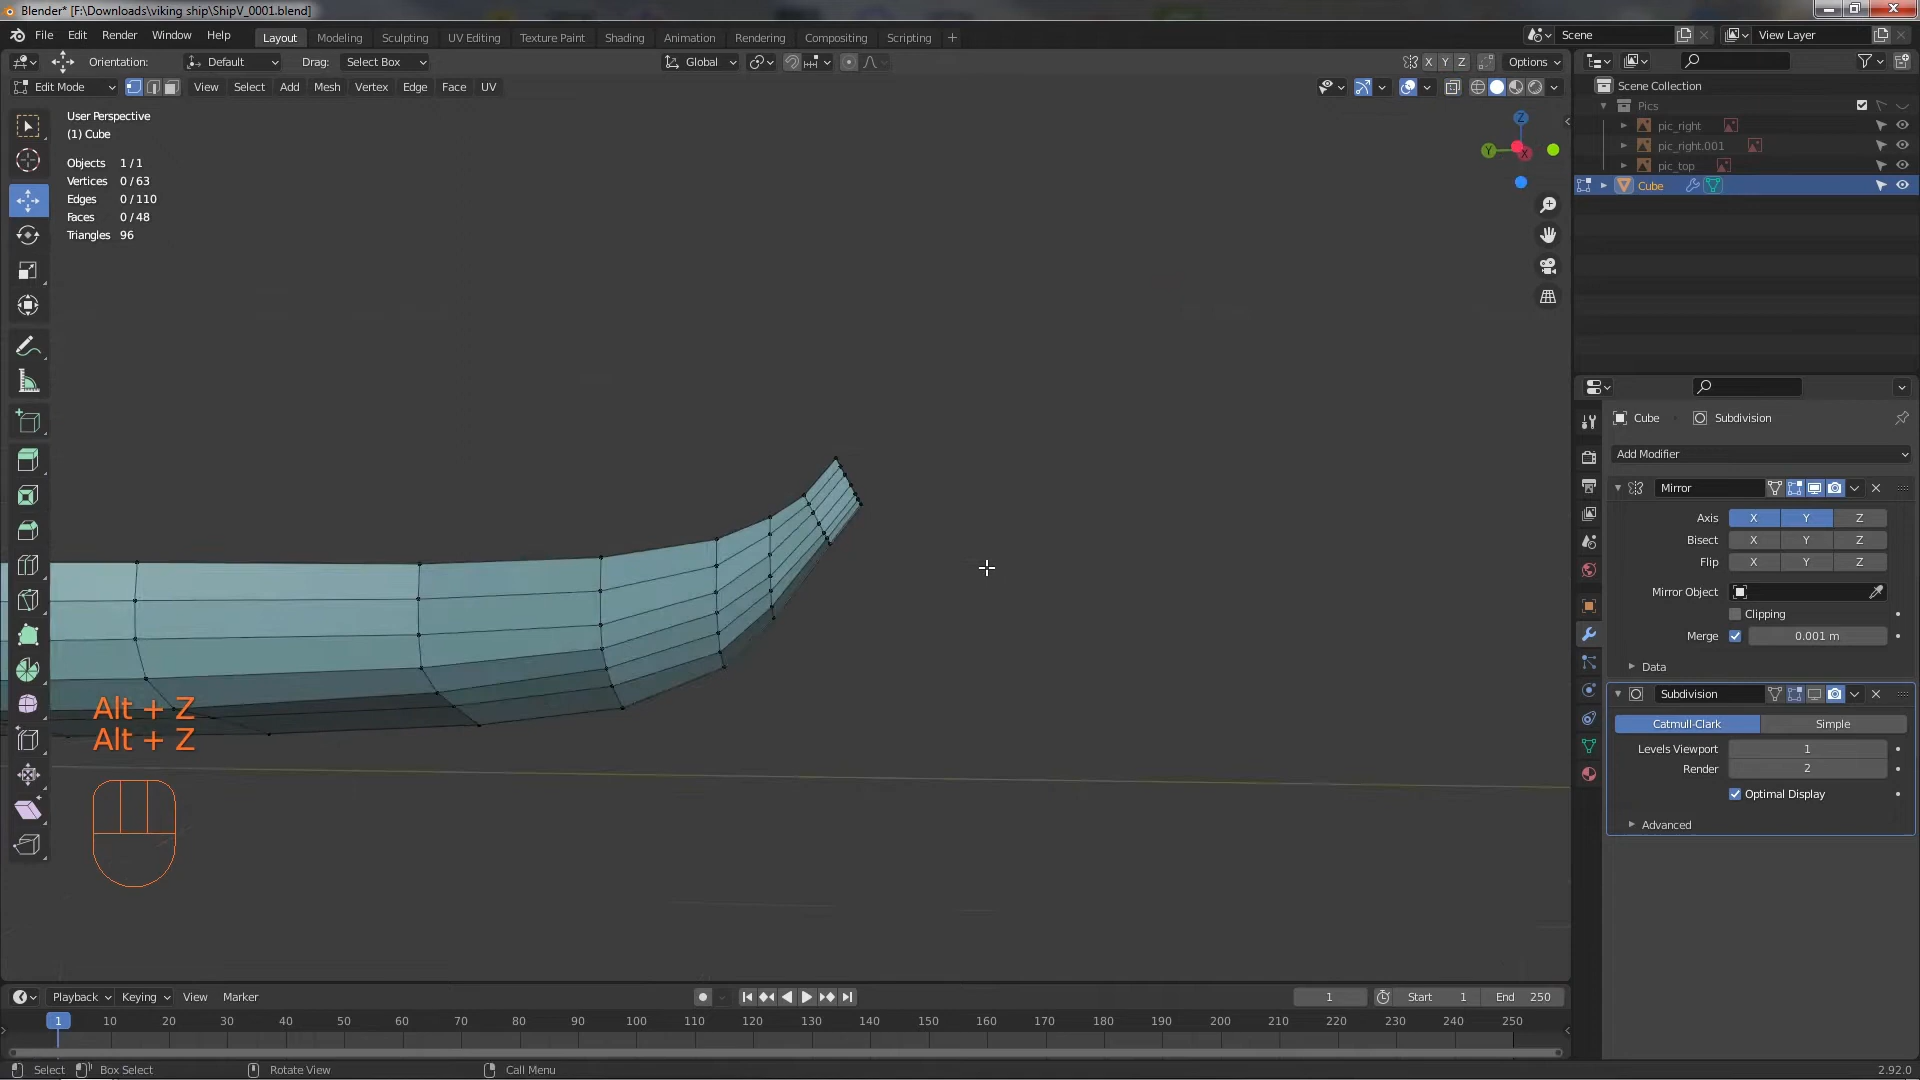 Blender* [F:\Downloads\viking ship\ShipV_0001.blend]
File Edit Render Window Help Layout Modeling Sculpting UV Editing Texture Paint Shading Animation Rendering Compositing Scripting + Scene View Layer
Orientation: Default Drag: Select Box Global X Y Z Options
Edit Mode View Select Add Mesh Vertex Edge Face UV
User Perspective
(1) Cube
Objects 1/1
Vertices 0/63
Edges 0/110
Faces 0/48
Triangles 96
Z
Y X
Alt + Z
Alt + Z
Scene Collection
Pics
pic_right
pic_right.001
pic_top
Cube
Cube Subdivision
Add Modifier
Mirror
Axis X Y Z
Bisect X Y Z
Flip X Y Z
Mirror Object
Clipping
Merge 0.001 m
Data
Subdivision
Catmull-Clark Simple
Levels Viewport 1
Render 2
Optimal Display
Advanced
Playback Keying View Marker 1 Start 1 End 250
1 10 20 30 40 50 60 70 80 90 100 110 120 130 140 150 160 170 180 190 200 210 220 230 240 250
Select Box Select Rotate View Call Menu 2.92.0